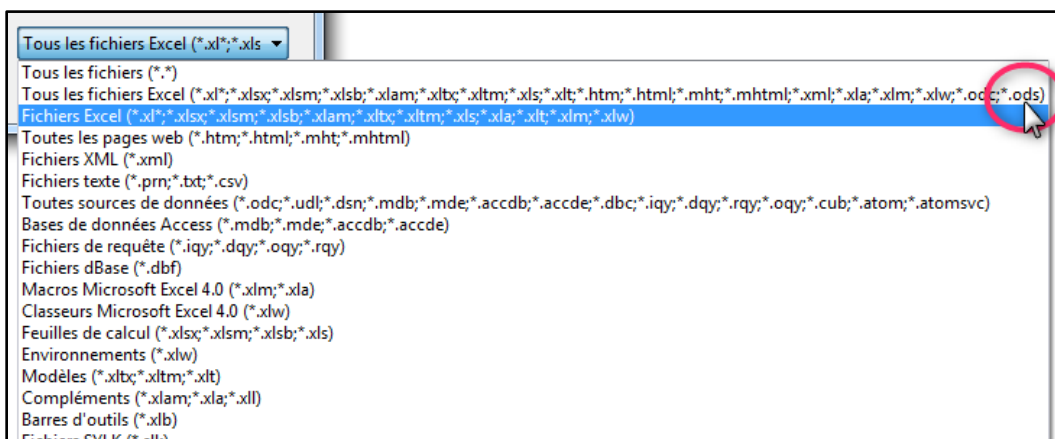 Tous les fichiers Excel (*.xl*;*.xls
Tous les fichiers (*.*)
Tous les fichiers Excel (*.xl*;*.xlsx;*.xlsm;*.xlsb;*.xlam;*.xltx;*.xltm;*.xls;*.xlt;*.htm;*.html;*.mht;*.mhtml;*.xml;*.xla;*.xlm;*.xlw;*.odc;*.ods)
Fichiers Excel (*.xl*;*.xlsx;*.xlsm;*.xlsb;*.xlam;*.xltx;*.xltm;*.xls;*.xla;*.xlt;*.xlm;*.xlw)
Toutes les pages web (*.htm;*.html;*.mht;*.mhtml)
Fichiers XML (*.xml)
Fichiers texte (*.prn;*.txt;*.csv)
Toutes sources de données (*.odc;*.udl;*.dsn;*.mdb;*.mde;*.accdb;*.accde;*.dbc;*.iqy;*.dqy;*.rqy;*.oqy;*.cub;*.atom;*.atomsvc)
Bases de données Access (*.mdb;*.mde;*.accdb;*.accde)
Fichiers de requête (*.iqy;*.dqy;*.oqy;*.rqy)
Fichiers dBase (*.dbf)
Macros Microsoft Excel 4.0 (*.xlm;*.xla)
Classeurs Microsoft Excel 4.0 (*.xlw)
Feuilles de calcul (*.xlsx;*.xlsm;*.xlsb;*.xls)
Environnements (*.xlw)
Modèles (*.xltx;*.xltm;*.xlt)
Compléments (*.xlam;*.xla;*.xll)
Barres d'outils (*.xlb)
Fichiers SYLK (*.slk)